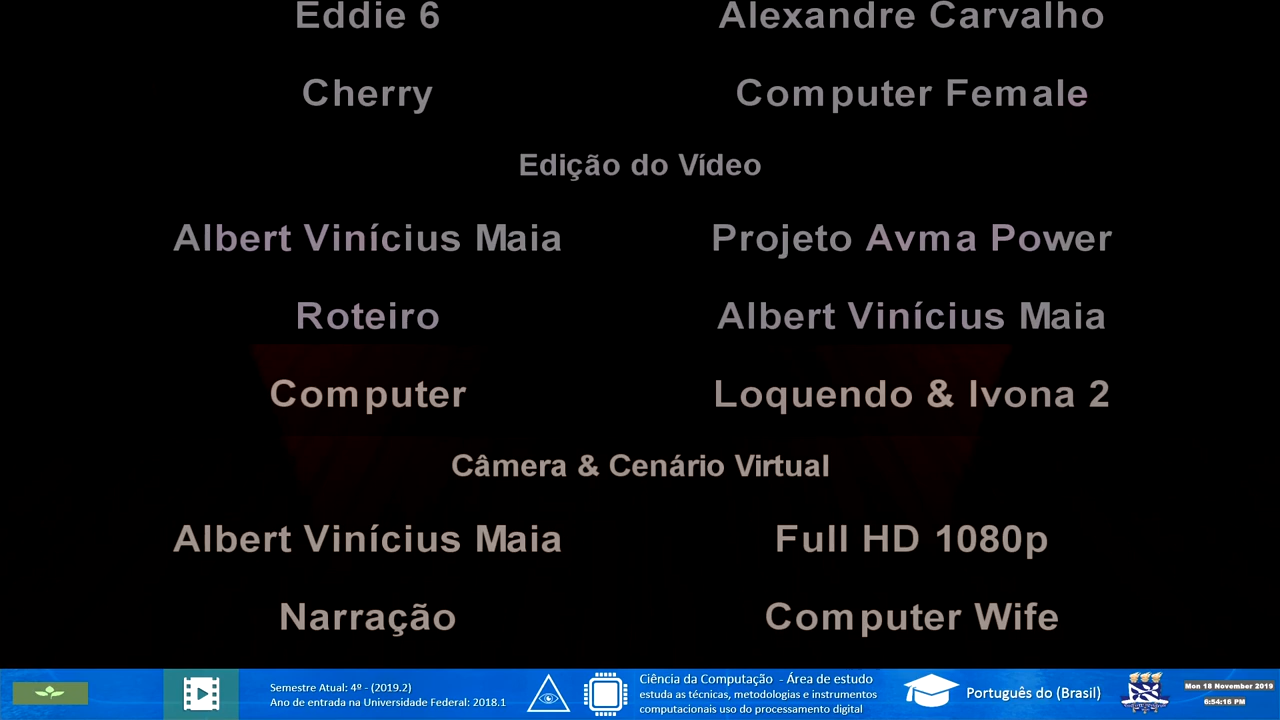 Eddie 6 Alexandre Carvalho
Cherry Computer Female
Edição do Vídeo
Albert Vinícius Maia Projeto Avma Power
Roteiro Albert Vinícius Maia
Computer Loquendo & Ivona 2
Câmera & Cenário Virtual
Albert Vinícius Maia Full HD 1080p
Narração Computer Wife
Semestre Atual: 4º - (2019.2)
Ano de entrada na Universidade Federal: 2018.1
Ciência da Computação - Área de estudo
estuda as técnicas, metodologias e instrumentos
computacionais uso do processamento digital
Português do (Brasil)
Mon 18 November 2019
6:54:16 PM